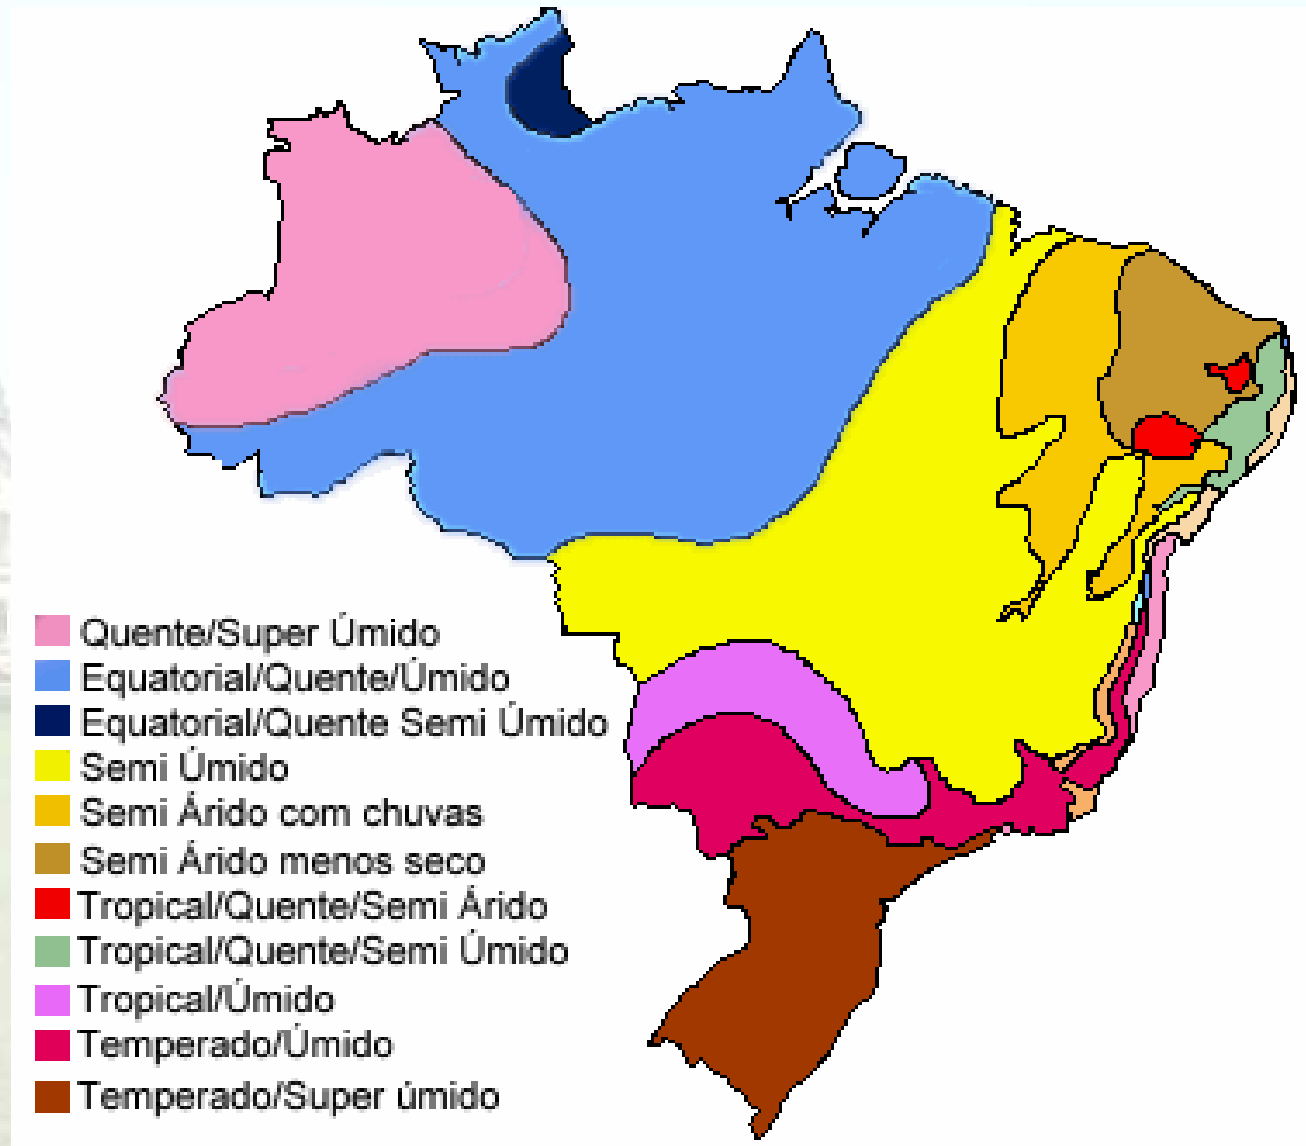 Quente/Super Úmido
Equatorial/Quente/Úmido
Equatorial/Quente Semi Úmido
Semi Úmido
Semi Árido com chuvas
Semi Árido menos seco
Tropical/Quente/Semi Árido
Tropical/Quente/Semi Úmido
Tropical/Úmido
Temperado/Úmido
Temperado/Super úmido